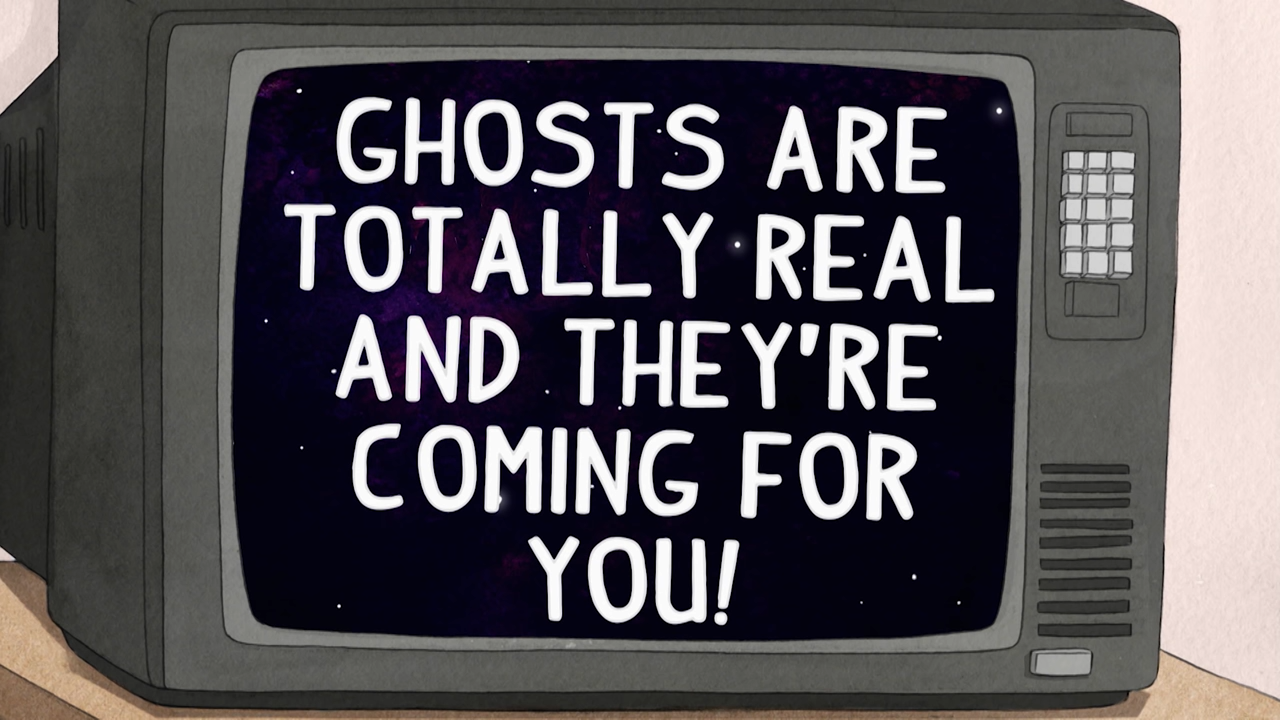 GHOSTS ARE
TOTALLY REAL
AND THEY'RE
COMING FOR
YOU!